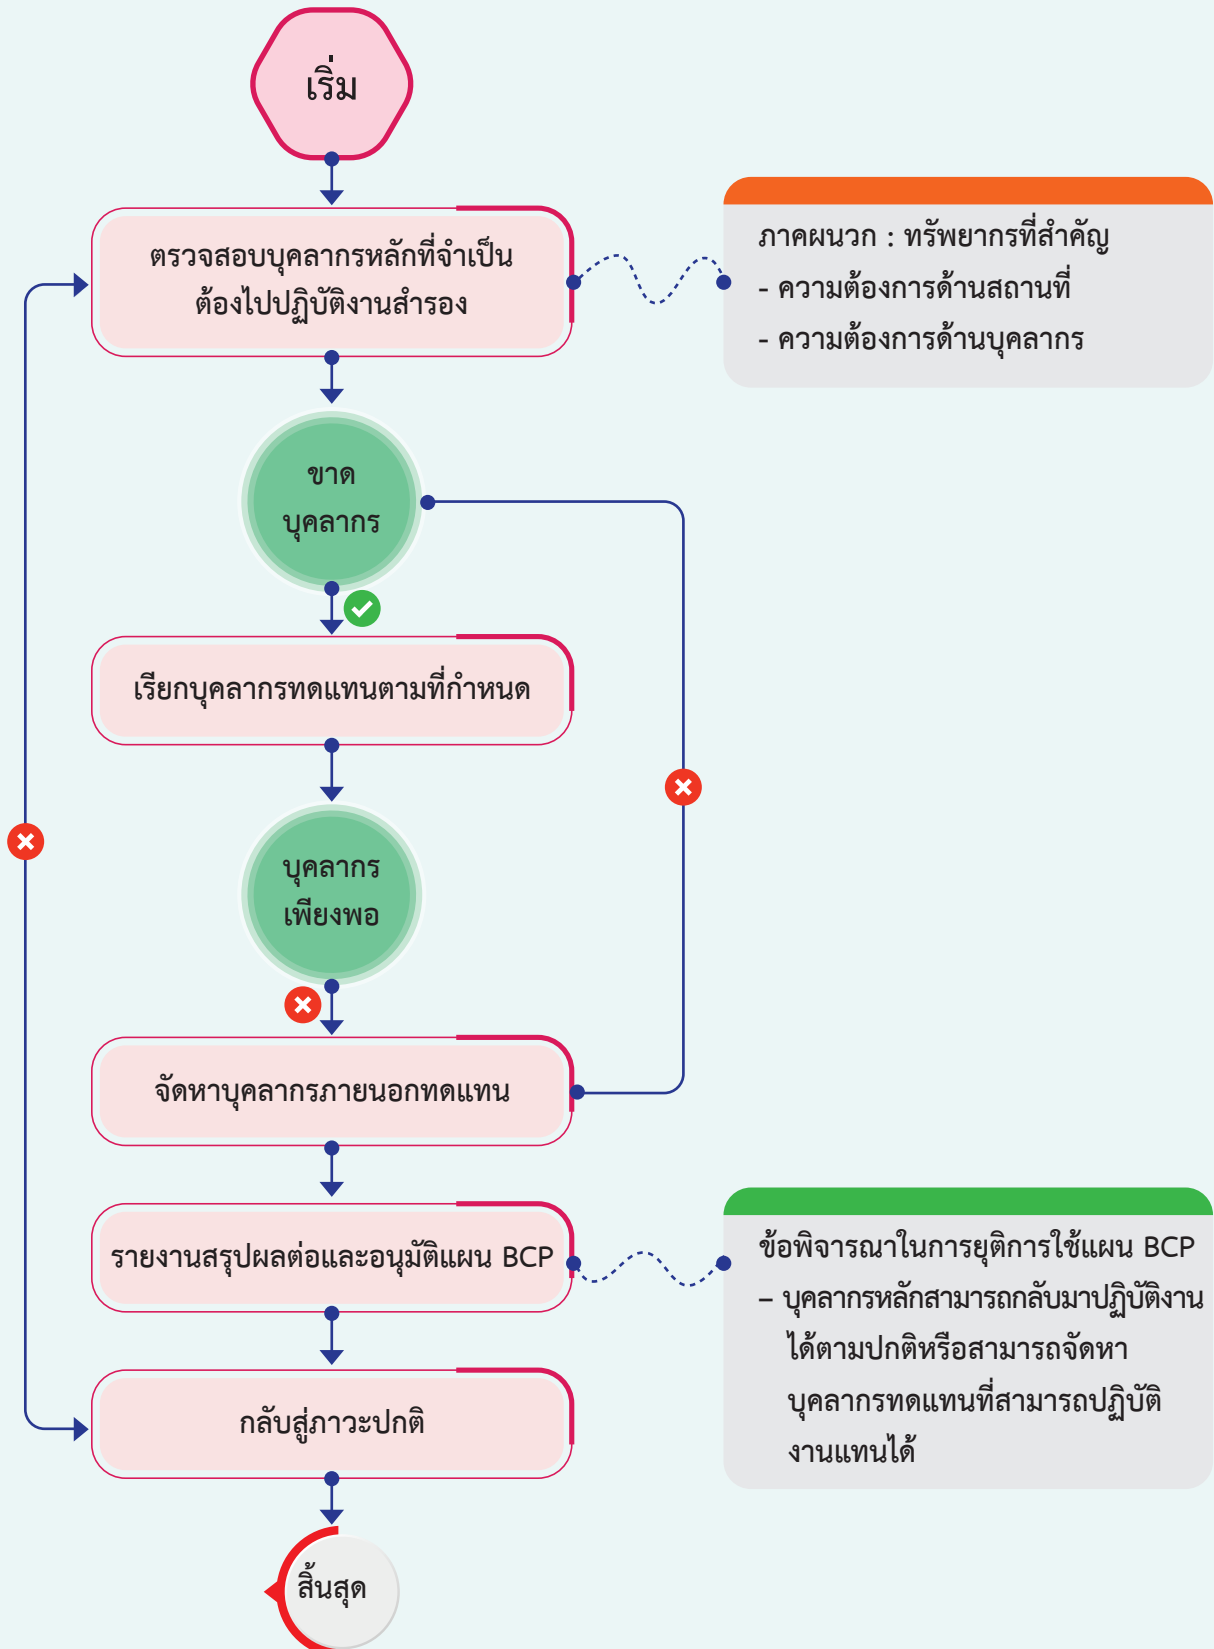 เริ่ม
ตรวจสอบบุคลากรหลักที่จำเป็น
ต้องไปปฏิบัติงานสำรอง
ภาคผนวก : ทรัพยากรที่สำคัญ
- ความต้องการด้านสถานที่
- ความต้องการด้านบุคลากร
ขาด
บุคลากร
เรียกบุคลากรทดแทนตามที่กำหนด
บุคลากร
เพียงพอ
จัดหาบุคลากรภายนอกทดแทน
รายงานสรุปผลต่อและอนุมัติแผน BCP
ข้อพิจารณาในการยุติการใช้แผน BCP
– บุคลากรหลักสามารถกลับมาปฏิบัติงาน
ได้ตามปกติหรือสามารถจัดหา
บุคลากรทดแทนที่สามารถปฏิบัติ
งานแทนได้
กลับสู่ภาวะปกติ
สิ้นสุด